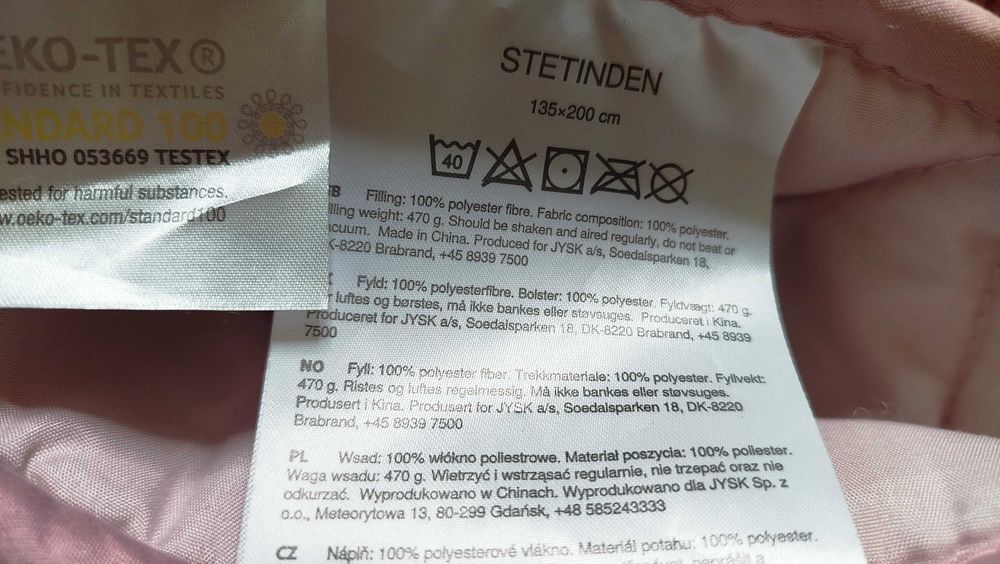 EKO-TEX®
FIDENCE IN TEXTILES
NDARD 100
SHHO 053669 TESTEX
ested for harmful substances.
w.oeko-tex.com/standard100
STETINDEN
135×200 cm
40
Filling: 100% polyester fibre. Fabric composition: 100% polyester.
lling weight: 470 g. Should be shaken and aired regularly, do not beat or
cuum. Made in China. Produced for JYSK a/s, Soedalsparken 18,
K-8220 Brabrand, +45 8939 7500
Fyld: 100% polyesterfibre. Bolster: 100% polyester. Fyldvægt: 470 g.
luftes og børstes, må ikke bankes eller støvsuges. Produceret i Kina.
Produceret for JYSK a/s, Soedalsparken 18, DK-8220 Brabrand, +45 8939
7500
NO Fyll: 100% polyester fiber. Trekkmateriale: 100% polyester. Fyllvekt:
470 g. Ristes og luftes regelmessig. Må ikke bankes eller støvsuges.
Produsert i Kina. Produsert for JYSK a/s, Soedalsparken 18, DK-8220
Brabrand, +45 8939 7500
PL Wsad: 100% włókno poliestrowe. Materiał poszycia: 100% poliester.
Waga wsadu: 470 g. Wietrzyć i wstrząsać regularnie, nie trzepać oraz nie
odkurzać. Wyprodukowano w Chinach. Wyprodukowano dla JYSK Sp. z
o.o., Meteorytowa 13, 80-299 Gdańsk, +48 585243333
CZ Náplň: 100% polyesterové vlákno. Materiál potahu: 100% polyester.